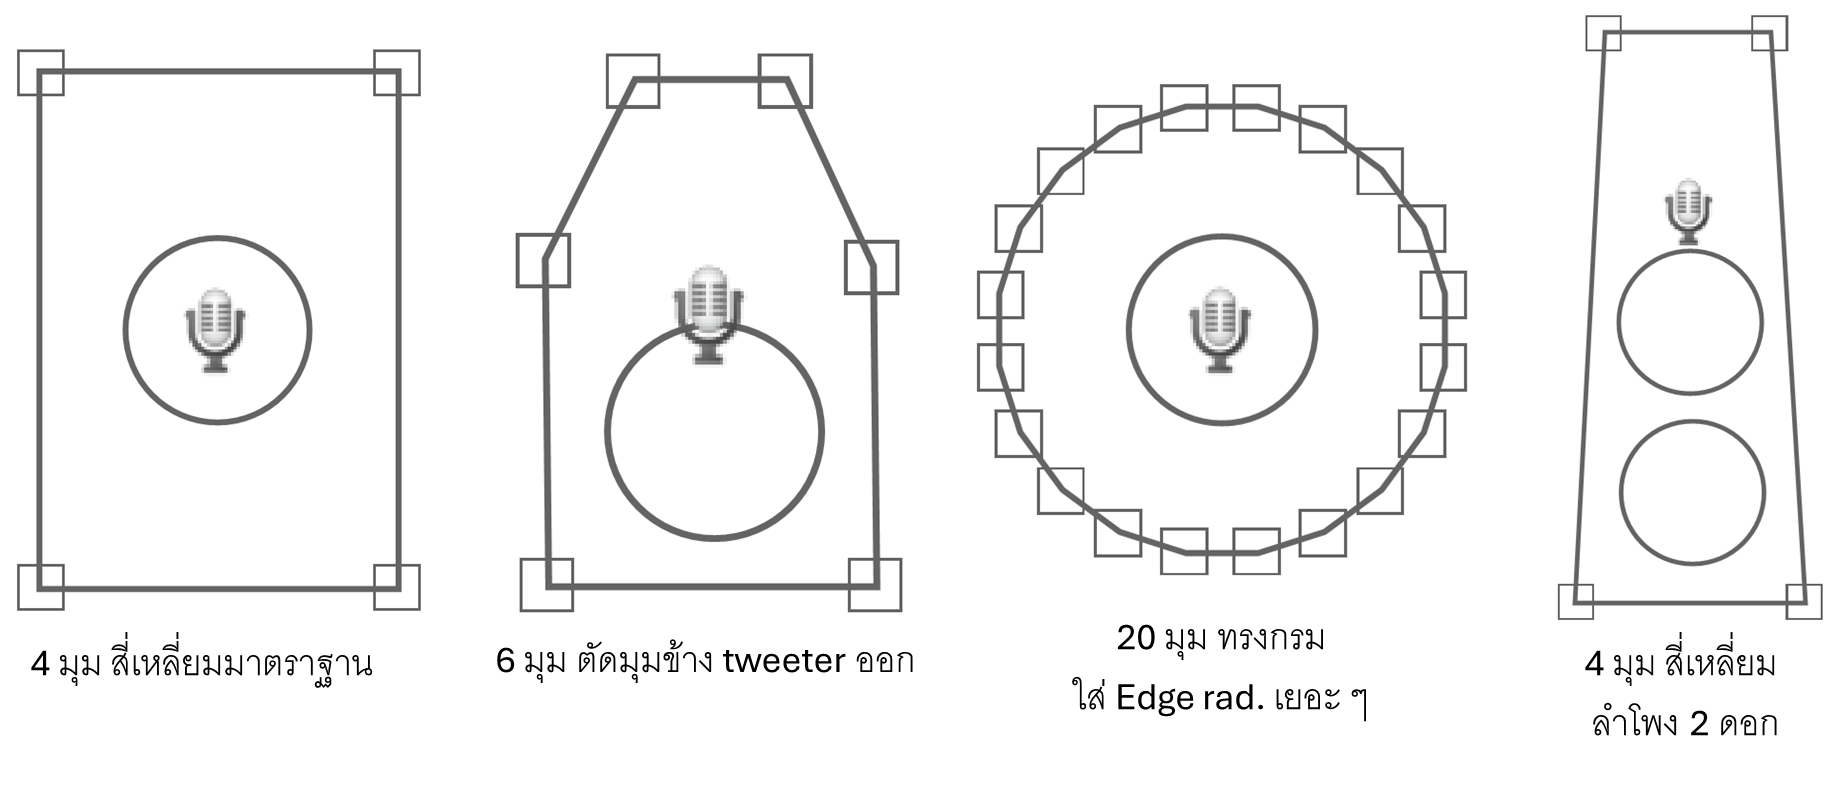 4 มุม สี่เหลี่ยมมาตราฐาน
6 มุม ตัดมุมข้าง tweeter ออก
20 มุม ทรงกรม
ใส่ Edge rad. เยอะ ๆ
4 มุม สี่เหลี่ยม
ลำโพง 2 ดอก